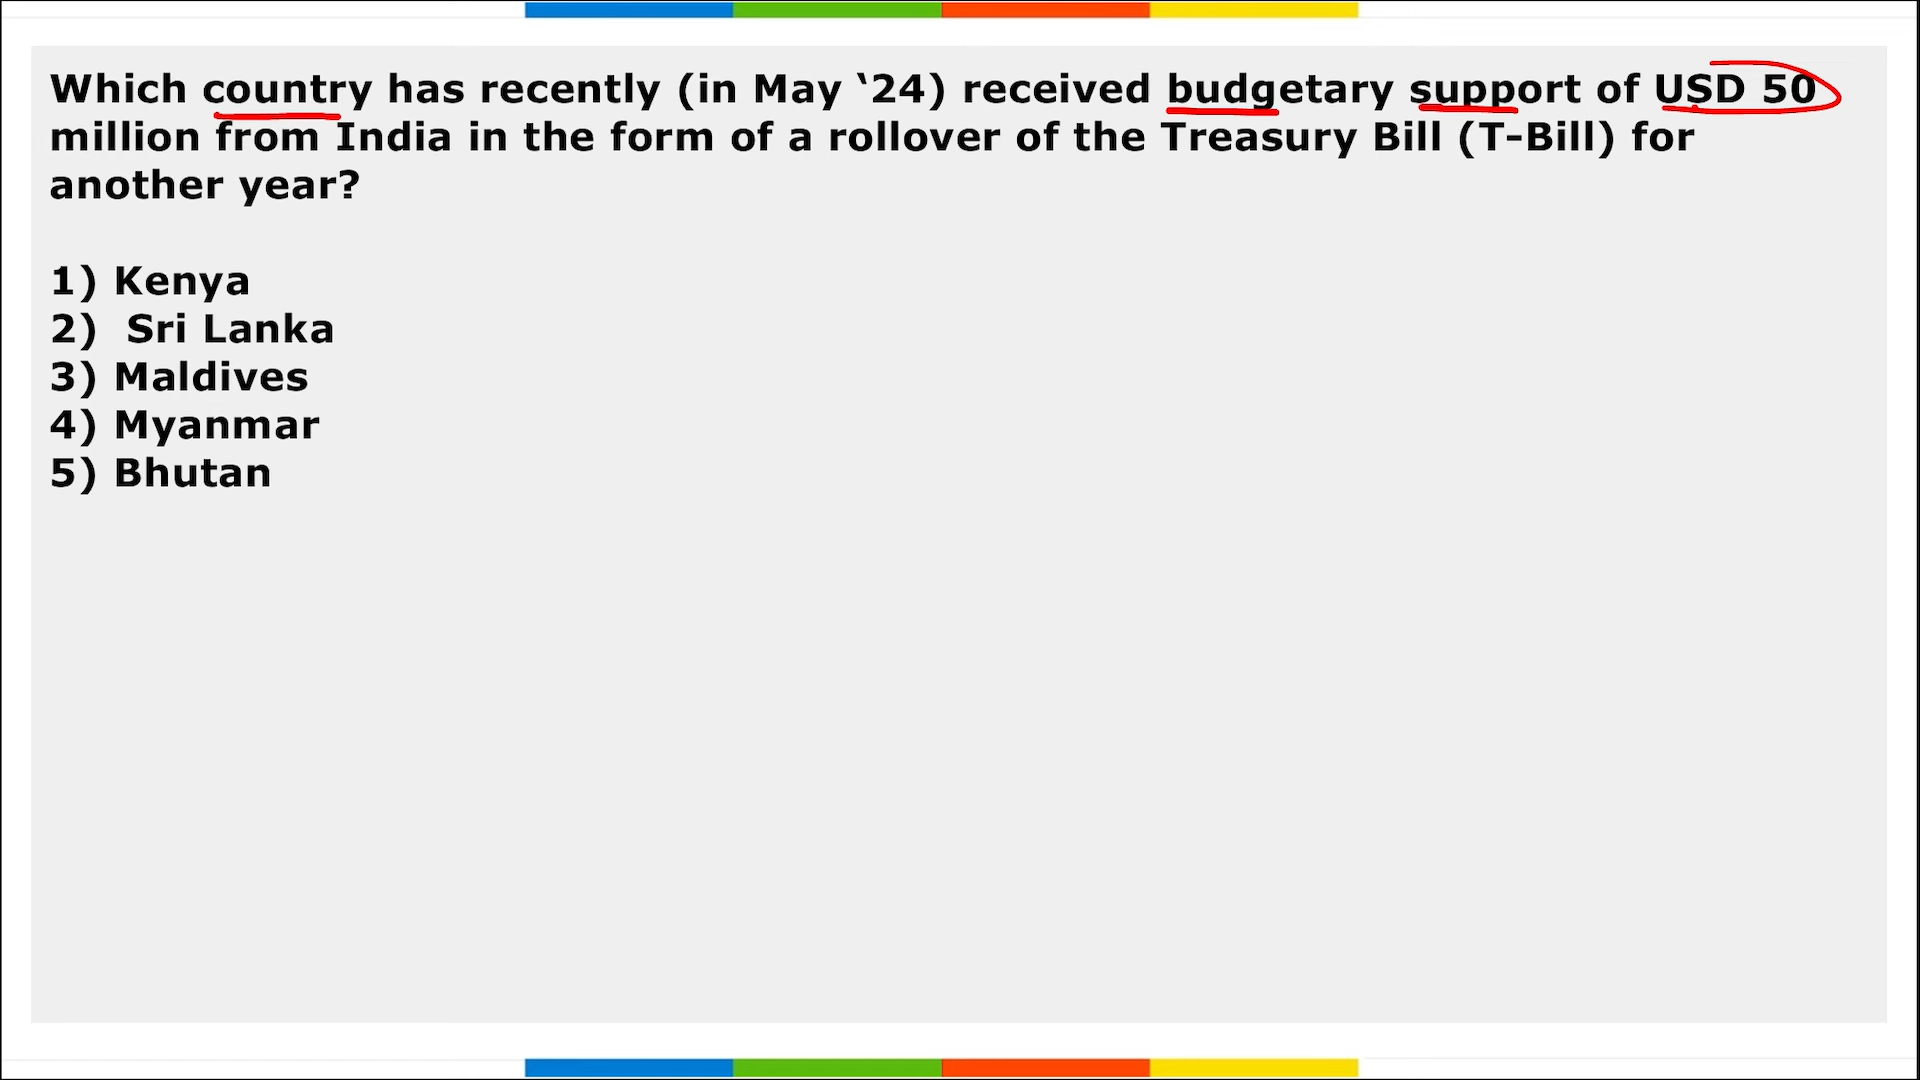 Which country has recently (in May ‘24) received budgetary support of USD 50
million from India in the form of a rollover of the Treasury Bill (T-Bill) for
another year?
1) Kenya
2) Sri Lanka
3) Maldives
4) Myanmar
5) Bhutan